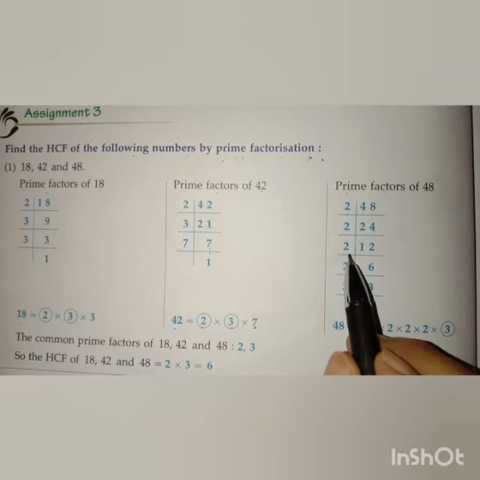 Assignment 3
Find the HCF of the following numbers by prime factorisation :
(1) 18, 42 and 48.
Prime factors of 18
2 18
3 9
3 3
1
18 = 2 × 3 × 3
Prime factors of 42
2 42
3 21
7 7
1
42 = 2 × 3 × 7
Prime factors of 48
2 48
2 24
2 12
6
48 2 × 2 × 2 × 3
The common prime factors of 18, 42 and 48 : 2, 3
So the HCF of 18, 42 and 48 = 2 × 3 = 6
InShOt